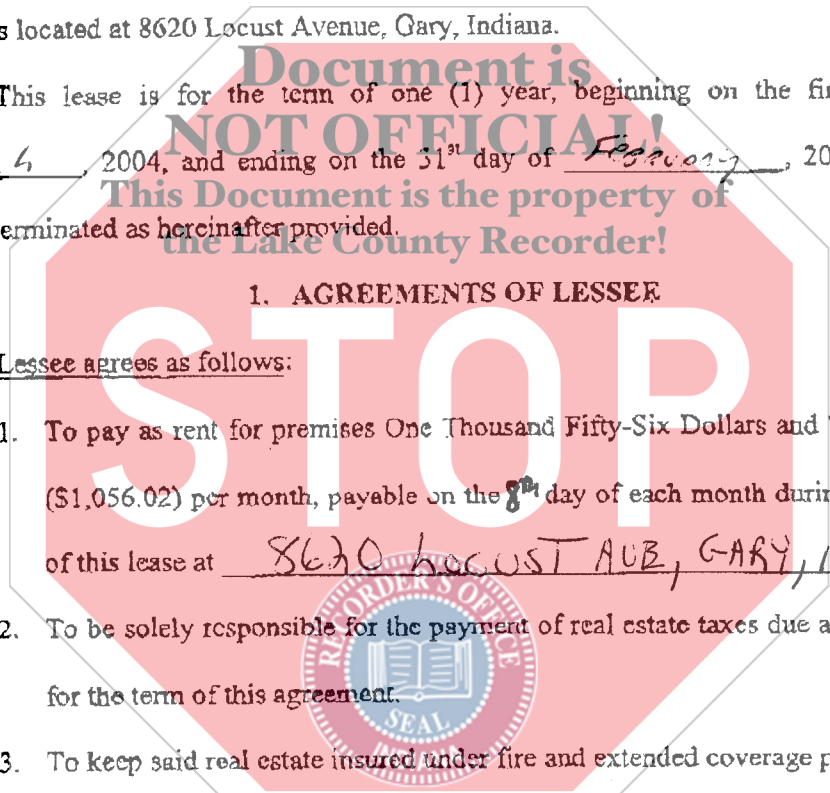 s located at 8620 Locust Avenue, Gary, Indiana.
Document is
This lease is for the term of one (1) year, beginning on the fir
NOT OFFICIAL!
4, 2004, and ending on the 31st day of February, 20
This Document is the property of
erminated as hereinafter provided.
the Lake County Recorder!
1. AGREEMENTS OF LESSEE
STOP
Lessee agrees as follows:
1. To pay as rent for premises One Thousand Fifty-Six Dollars and
($1,056.02) per month, payable on the 8th day of each month durin
of this lease at 8620 LOCUST AVE, GARY, I
RECORDER'S OFFICE
2. To be solely responsible for the payment of real estate taxes due a
for the term of this agreement.
SEAL
INDIANA
3. To keep said real estate insured under fire and extended coverage p